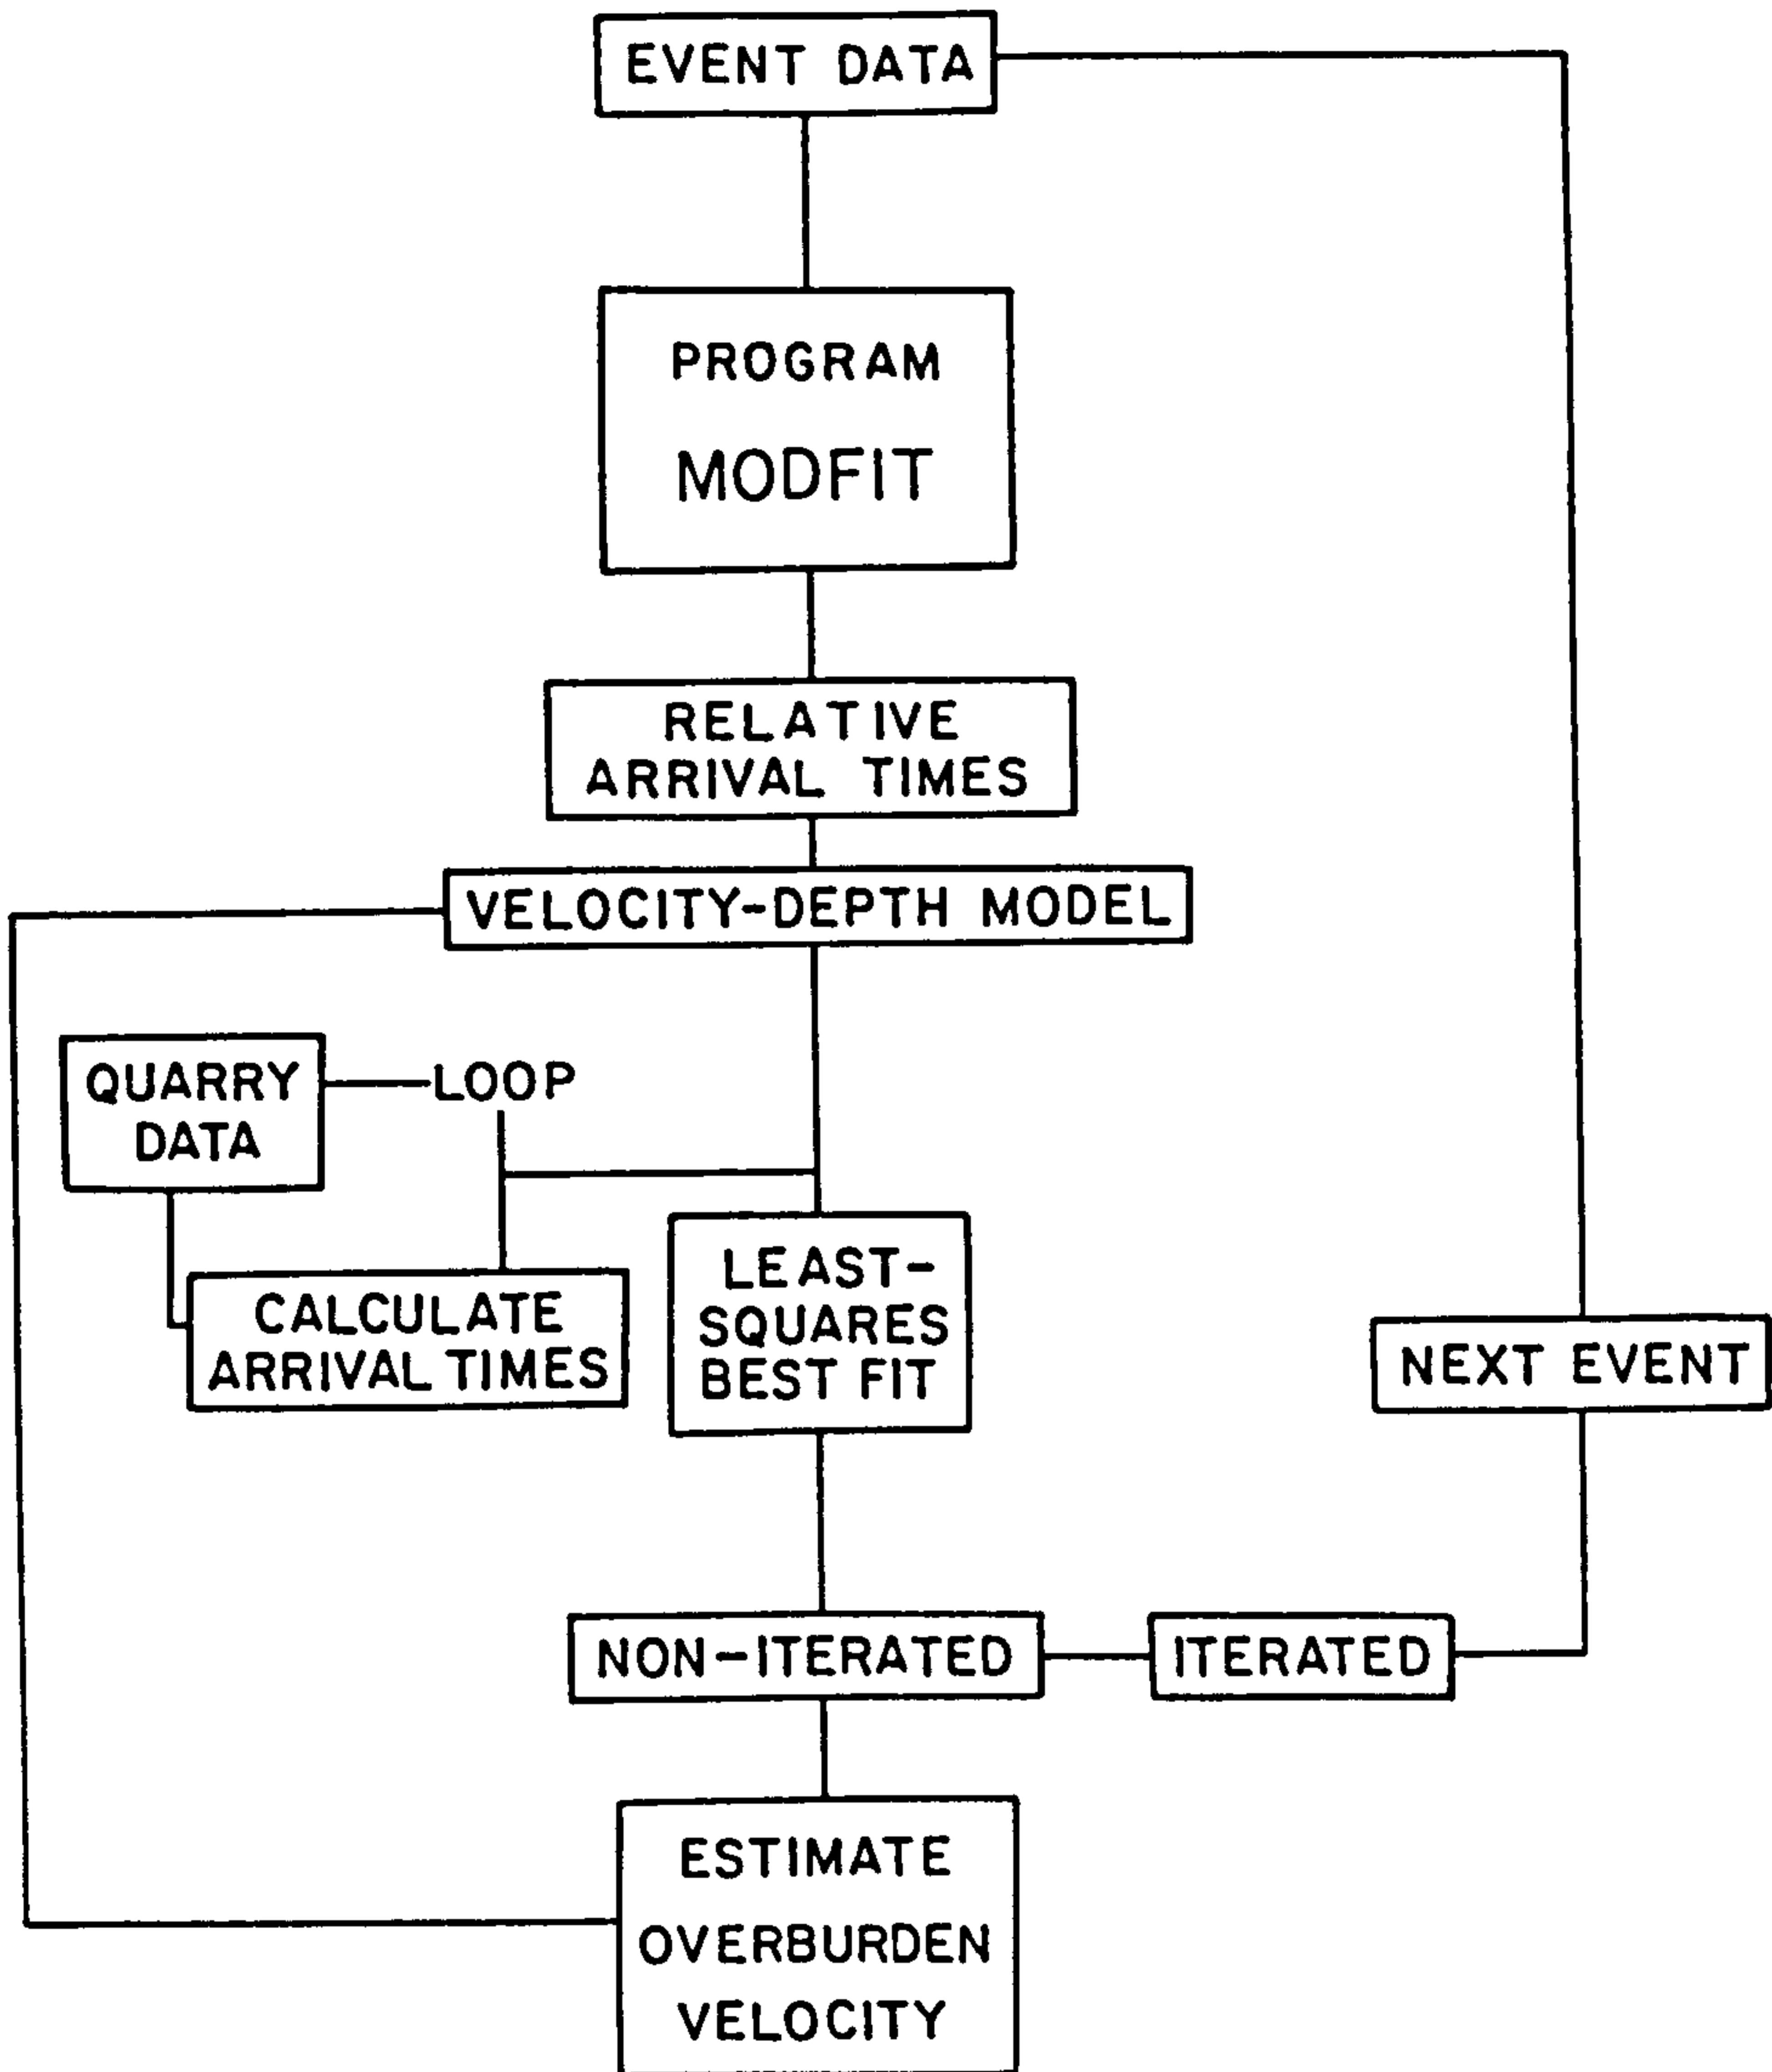 EVENT DATA
PROGRAM
MODFIT
RELATIVE
ARRIVAL TIMES
VELOCITY-DEPTH MODEL
QUARRY
DATA
LOOP
CALCULATE
ARRIVAL TIMES
LEAST-
SQUARES
BEST FIT
NEXT EVENT
NON-ITERATED
ITERATED
ESTIMATE
OVERBURDEN
VELOCITY